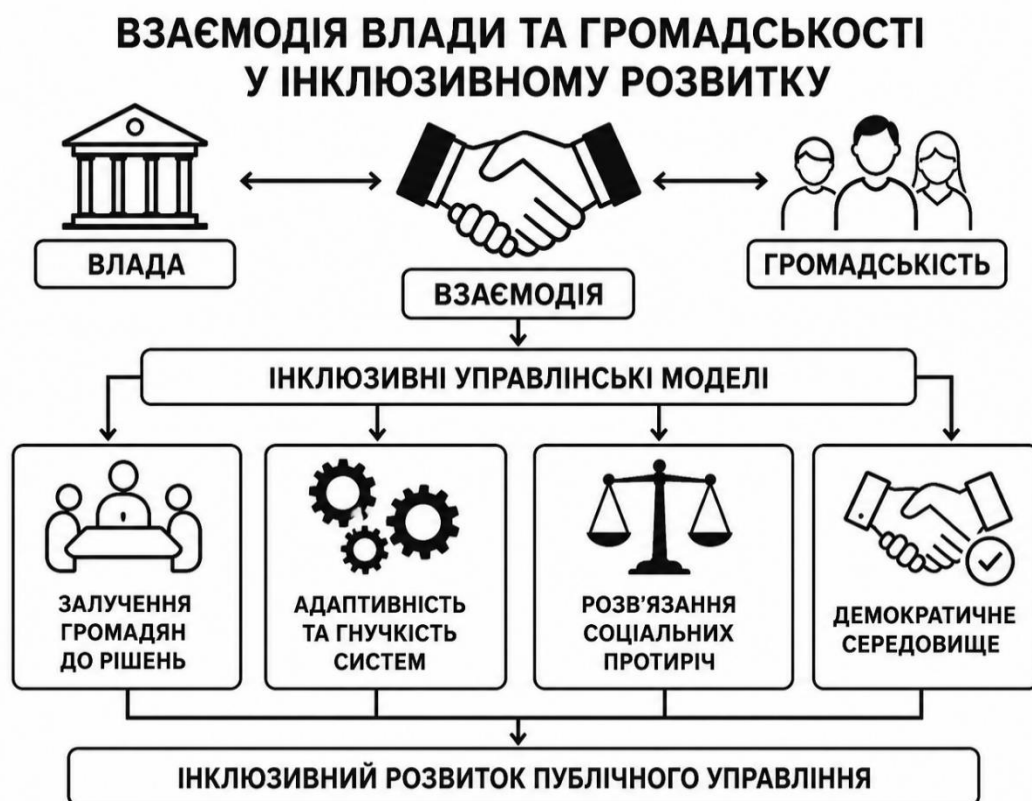 ВЗАЄМОДІЯ ВЛАДИ ТА ГРОМАДСЬКОСТІ
У ІНКЛЮЗИВНОМУ РОЗВИТКУ
ВЛАДА
ВЗАЄМОДІЯ
ГРОМАДСЬКІСТЬ
ІНКЛЮЗИВНІ УПРАВЛІНСЬКІ МОДЕЛІ
ЗАЛУЧЕННЯ
ГРОМАДЯН
ДО РІШЕНЬ
АДАПТИВНІСТЬ
ТА ГНУЧКІСТЬ
СИСТЕМ
РОЗВ'ЯЗАННЯ
СОЦІАЛЬНИХ
ПРОТИРІЧ
ДЕМОКРАТИЧНЕ
СЕРЕДОВИЩЕ
ІНКЛЮЗИВНИЙ РОЗВИТОК ПУБЛІЧНОГО УПРАВЛІННЯ